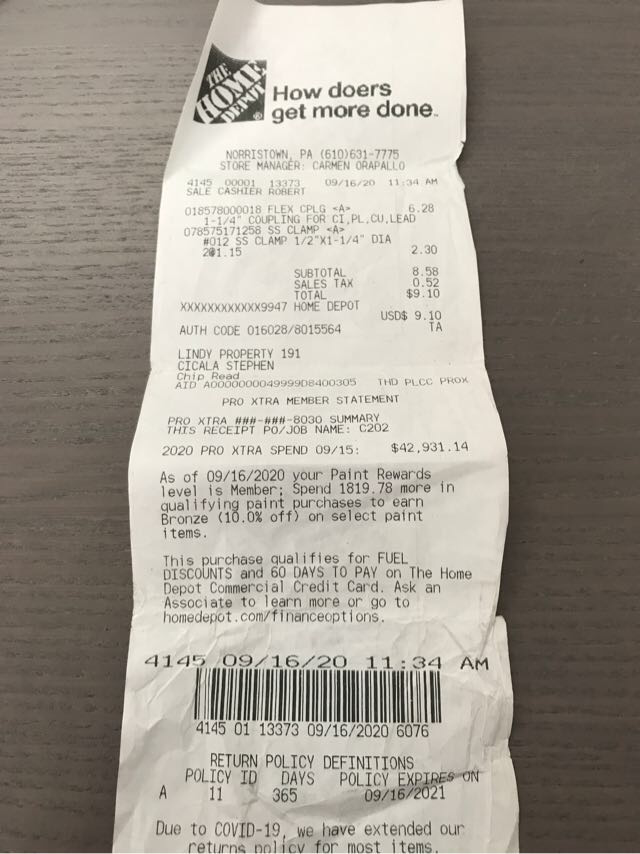 THE
HOME
DEPOT
®
How doers
get more done™
NORRISTOWN, PA (610)631-7775
STORE MANAGER: CARMEN ORAPALLO
4145 00001 13373 09/16/20 11:34 AM
SALE CASHIER ROBERT
018578000018 FLEX CPLG <A> 6.28
1-1/4" COUPLING FOR CI,PL,CU,LEAD
078575171258 SS CLAMP <A>
#012 SS CLAMP 1/2"X1-1/4" DIA
2@1.15 2.30
SUBTOTAL 8.58
SALES TAX 0.52
TOTAL $9.10
XXXXXXXXXXXX9947 HOME DEPOT
USD$ 9.10
AUTH CODE 016028/8015564 TA
LINDY PROPERTY 191
CICALA STEPHEN
Chip Read
AID A0000000049999D8400305 THD PLCC PROX
PRO XTRA MEMBER STATEMENT
PRO XTRA ###-###-8030 SUMMARY
THIS RECEIPT PO/JOB NAME: C202
2020 PRO XTRA SPEND 09/15: $42,931.14
As of 09/16/2020 your Paint Rewards
level is Member; Spend 1819.78 more in
qualifying paint purchases to earn
Bronze (10.0% off) on select paint
items.
This purchase qualifies for FUEL
DISCOUNTS and 60 DAYS TO PAY on The Home
Depot Commercial Credit Card. Ask an
Associate to learn more or go to
homedepot.com/financeoptions.
4145 09/16/20 11:34 AM
4145 01 13373 09/16/2020 6076
RETURN POLICY DEFINITIONS
POLICY ID DAYS POLICY EXPIRES ON
A 11 365 09/16/2021
Due to COVID-19, we have extended our
returns policy for most items.